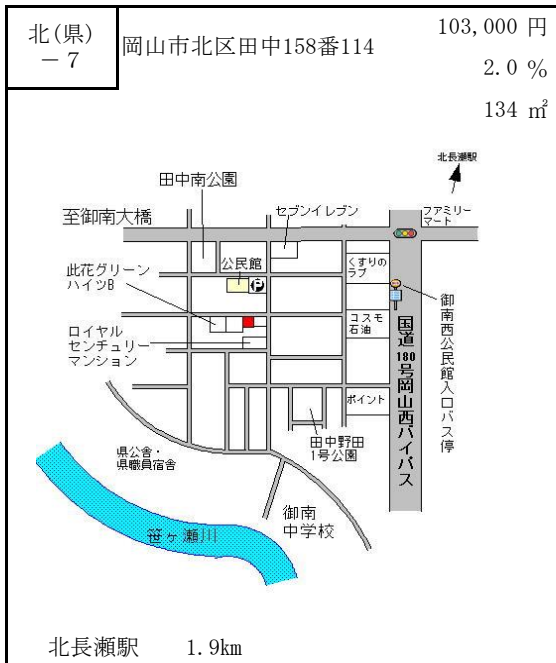 北(県)
－7
岡山市北区田中158番114
103,000 円
2.0 %
134 ㎡
北長瀬駅
田中南公園
至御南大橋
セブンイレブン
ファミリー
マート
此花グリーン
ハイツB
公民館
P
くすりの
ラブ
ロイヤル
センチュリー
マンション
コスモ
石油
御南西公民館入口バス停
国道180号岡山西バイパス
ポイント
田中野田
1号公園
県公舎・
県職員宿舎
御南
中学校
笹ヶ瀬川
北長瀬駅 1.9km